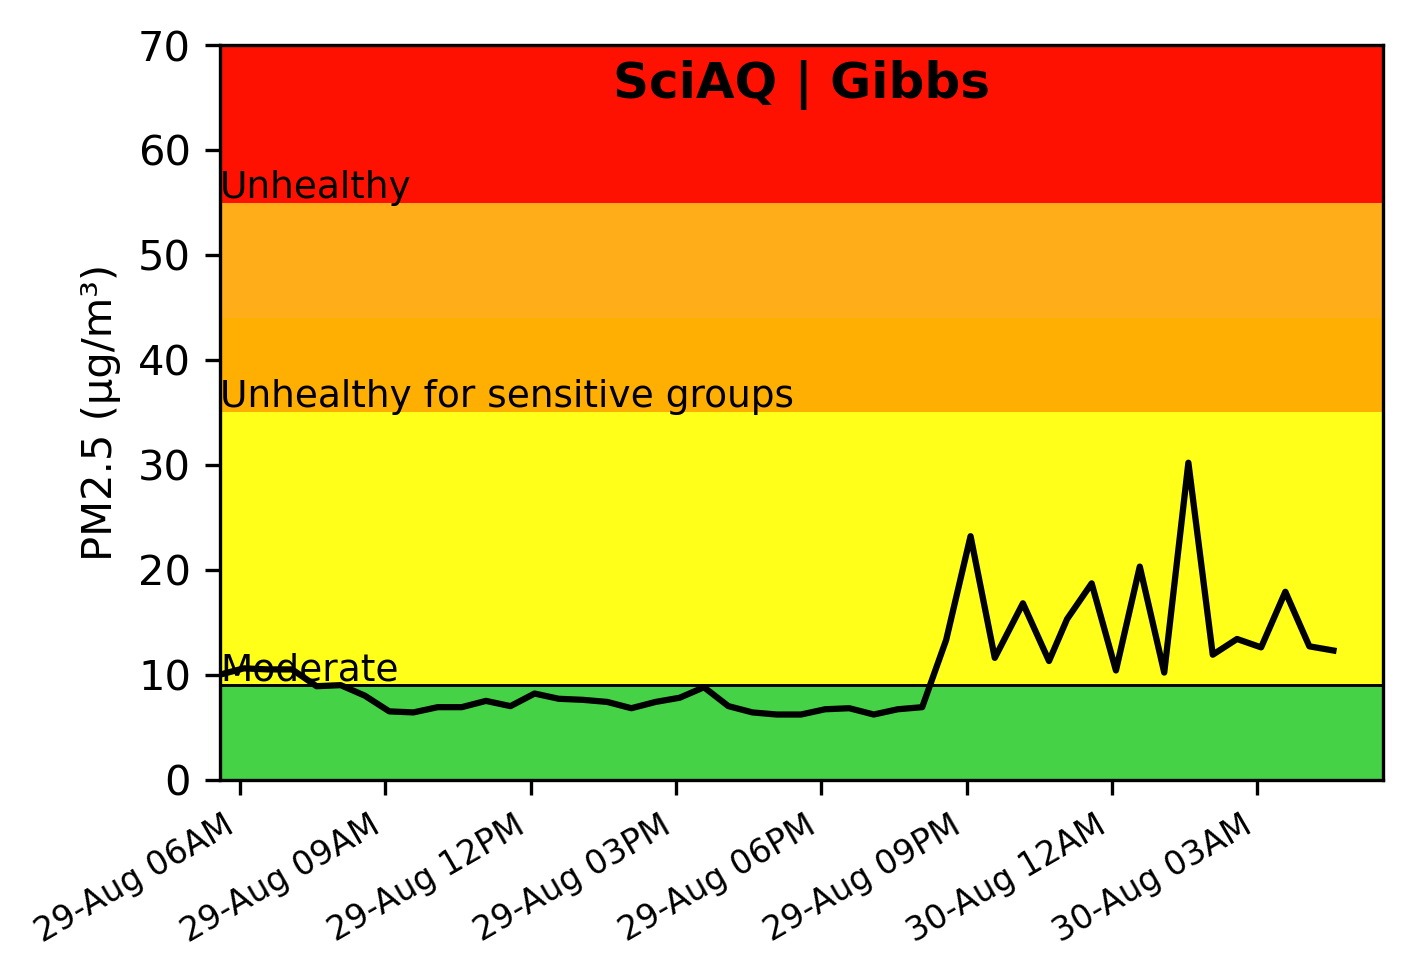 SciAQ | Gibbs
70
60
50
40
30
20
10
0
PM2.5 (µg/m³)
Unhealthy
Unhealthy for sensitive groups
Moderate
29-Aug 06AM
29-Aug 09AM
29-Aug 12PM
29-Aug 03PM
29-Aug 06PM
29-Aug 09PM
30-Aug 12AM
30-Aug 03AM